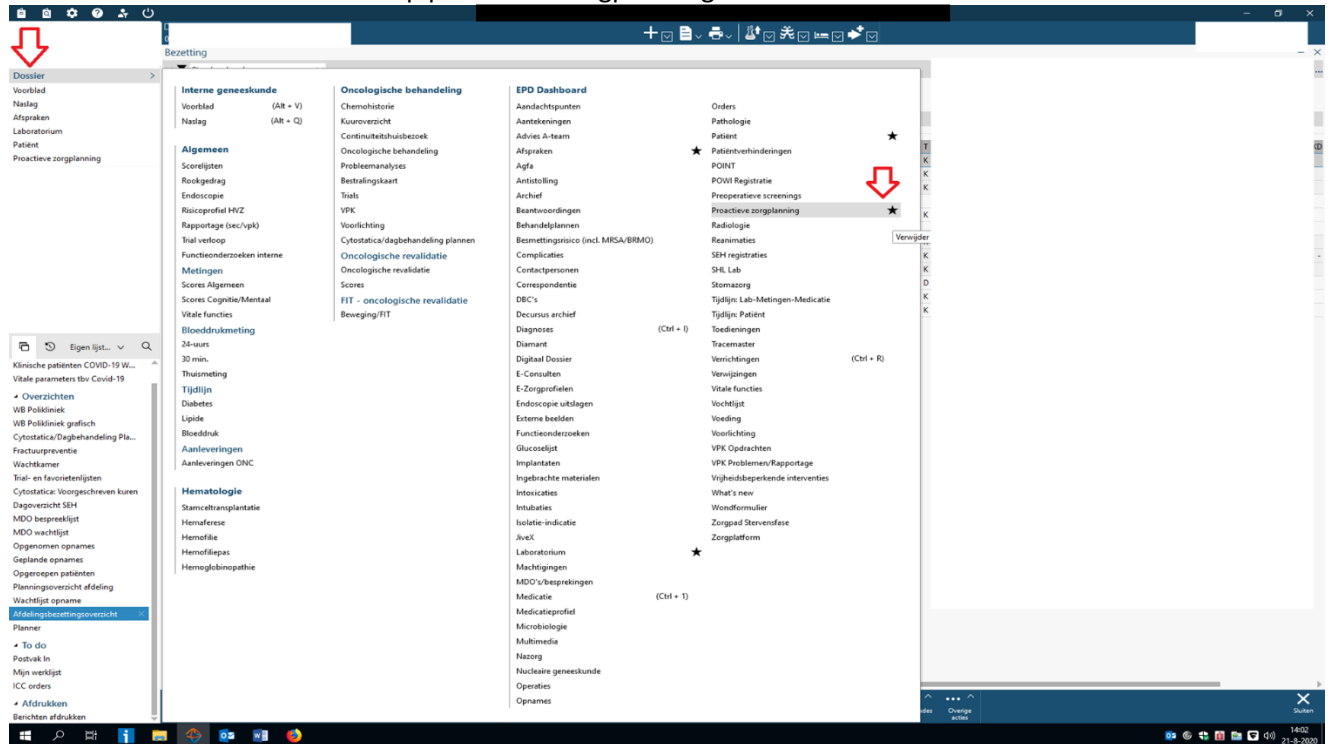 Bezetting
Dossier >
Voorblad
Naslag
Afspraken
Laboratorium
Patiënt
Proactieve zorgplanning
Eigen lijst...
Klinische patiënten COVID-19 W...
Vitale parameters tbv Covid-19
Overzichten
WB Polikliniek
WB Polikliniek grafisch
Cytostatica/Dagbehandeling Pla...
Fractuurpreventie
Wachtkamer
Trial- en favorietenlijsten
Cytostatica: Voorgeschreven kuren
Dagoverzicht SEH
MDO bespreeklijst
MDO wachtlijst
Opgenomen opnames
Geplande opnames
Opgeroepen patiënten
Planningsoverzicht afdeling
Wachtlijst opname
Afdelingsbezettingsoverzicht
Planner
To do
Postvak In
Mijn werklijst
ICC orders
Afdrukken
Berichten afdrukken
Interne geneeskunde
Voorblad (Alt + V)
Naslag (Alt + Q)
Algemeen
Scorelijsten
Rookgedrag
Endoscopie
Risicoprofiel HVZ
Rapportage (sec/vpk)
Trial verloop
Functieonderzoeken interne
Metingen
Scores Algemeen
Scores Cognitie/Mentaal
Vitale functies
Bloeddrukmeting
24-uurs
30 min.
Thuismeting
Tijdlijn
Diabetes
Lipide
Bloeddruk
Aanleveringen
Aanleveringen ONC
Hematologie
Stamceltransplantatie
Hemaferese
Hemofilie
Hemofiliepas
Hemoglobinopathie
Oncologische behandeling
Chemohistorie
Kuuroverzicht
Continuïteitshuisbezoek
Oncologische behandeling
Probleemanalyses
Bestralingskaart
Trials
VPK
Voorlichting
Cytostatica/dagbehandeling plannen
Oncologische revalidatie
Oncologische revalidatie
Scores
FIT - oncologische revalidatie
Beweging/FIT
EPD Dashboard
Aandachtspunten
Aantekeningen
Advies A-team
Afspraken
Agfa
Antistolling
Archief
Beantwoordingen
Behandelplannen
Besmettingsrisico (incl. MRSA/BRMO)
Complicaties
Contactpersonen
Correspondentie
DBC's
Decursus archief
Diagnoses (Ctrl + I)
Diamant
Digitaal Dossier
E-Consulten
E-Zorgprofielen
Endoscopie uitslagen
Externe beelden
Functieonderzoeken
Glucoselijst
Implantaten
Ingebrachte materialen
Intoxicaties
Intubaties
Isolatie-indicatie
JiveX
Laboratorium
Machtigingen
MDO's/besprekingen
Medicatie (Ctrl + 1)
Medicatieprofiel
Microbiologie
Multimedia
Nazorg
Nucleaire geneeskunde
Operaties
Opnames
Orders
Pathologie
Patiënt
Patiëntverhinderingen
POINT
POWI Registratie
Preoperatieve screenings
Proactieve zorgplanning
Radiologie
Reanimaties
SEH registraties
SHL Lab
Stomazorg
Tijdlijn: Lab-Metingen-Medicatie
Tijdlijn: Patiënt
Toedieningen
Tracemaster
Verrichtingen (Ctrl + R)
Verwijzingen
Vitale functies
Vochtlijst
Voeding
Voorlichting
VPK Opdrachten
VPK Problemen/Rapportage
Vrijheidsbeperkende interventies
What's new
Wondformulier
Zorgpad Stervensfase
Zorgplatform
Verwijder
T
K
K
K
K
K
K
D
K
K
Overige
acties
Sluiten
14:02
21-8-2020